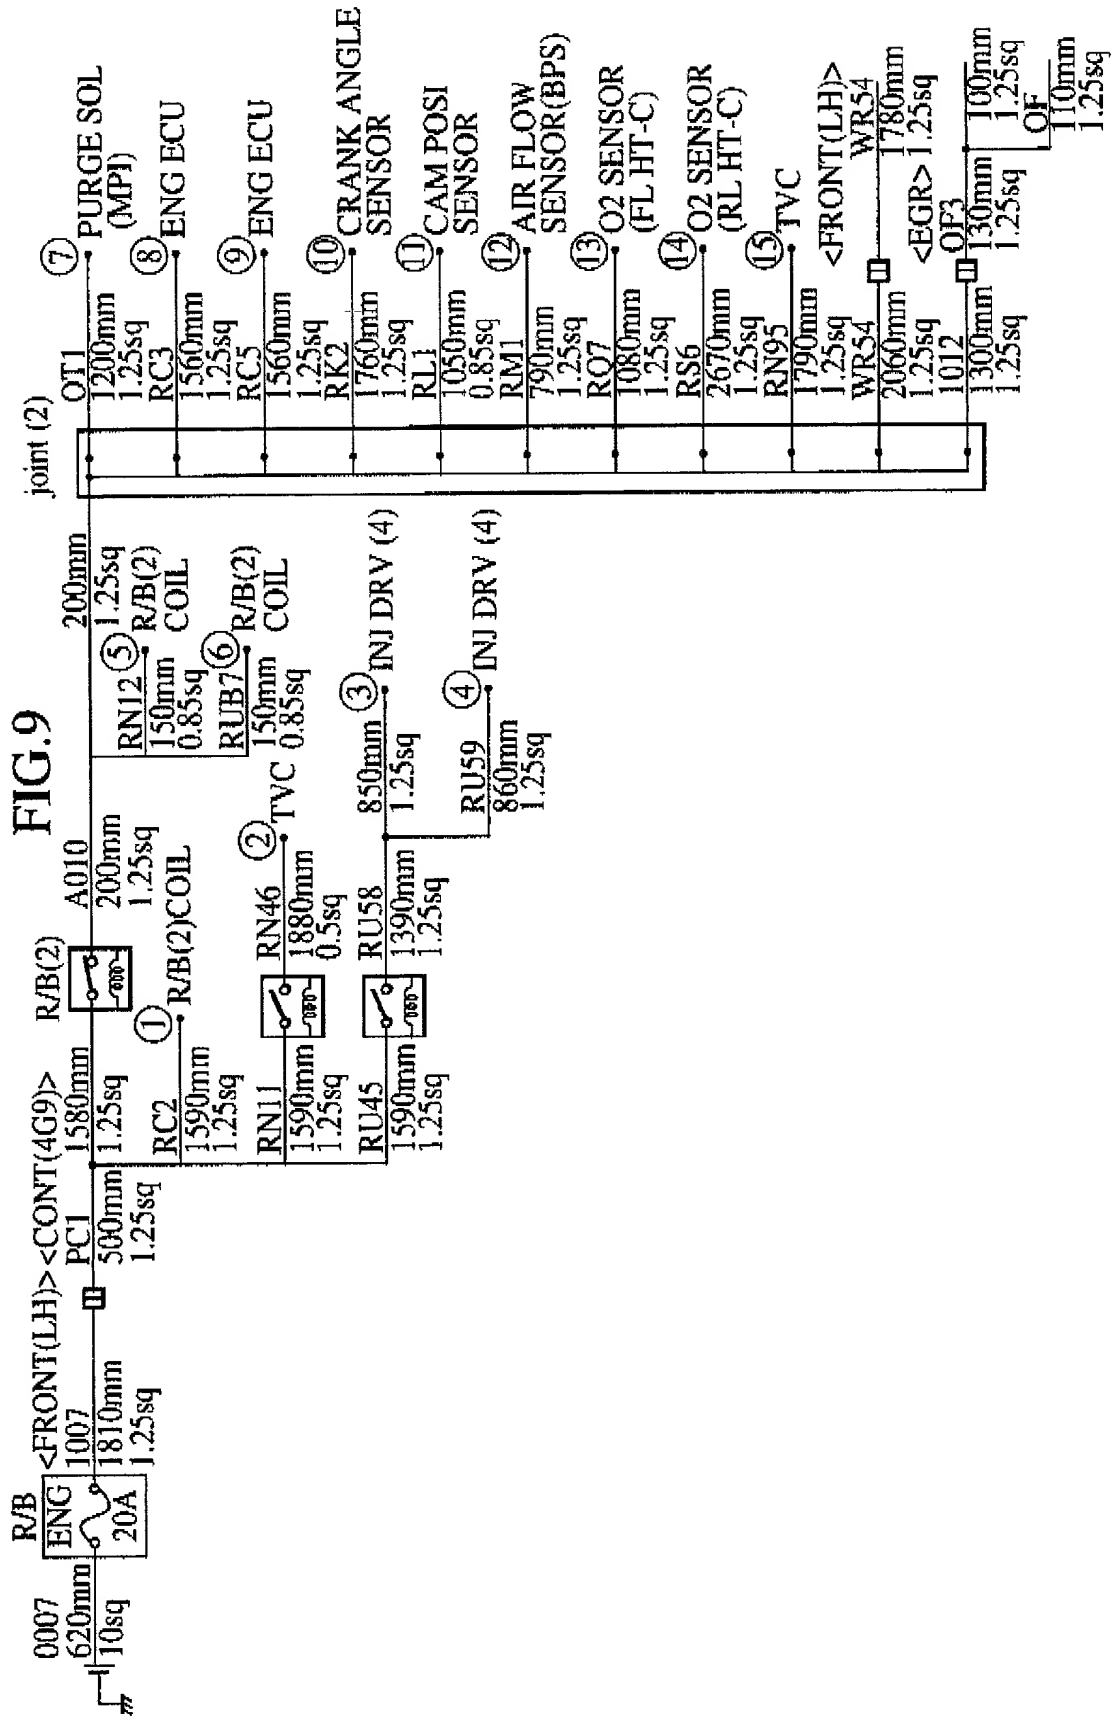 FIG.9
R/B
ENG
20A
0007
620mm
10sq
<FRONT(LH)>
1007
1810mm
1.25sq
<CONT(4G9)>
PC1
500mm
1.25sq
1580mm
1.25sq
R/B(2)
A010
200mm
1.25sq
200mm
1.25sq
RC2
1590mm
1.25sq
1 R/B(2)COIL
RN11
1590mm
1.25sq
RN46
1880mm
0.5sq
2 TVC
RU45
1590mm
1.25sq
RU58
1390mm
1.25sq
850mm
1.25sq
3 INJ DRV (4)
RU59
860mm
1.25sq
4 INJ DRV (4)
RN12
150mm
0.85sq
5 R/B(2)
COIL
RUB7
150mm
0.85sq
6 R/B(2)
COIL
joint (2)
OT1
1200mm
1.25sq
7 PURGE SOL
(MPI)
RC3
1560mm
1.25sq
8 ENG ECU
RC5
1560mm
1.25sq
9 ENG ECU
RK2
1760mm
1.25sq
10 CRANK ANGLE
SENSOR
RL1
1050mm
0.85sq
11 CAM POSI
SENSOR
RM1
790mm
1.25sq
12 AIR FLOW
SENSOR(BPS)
RQ7
1080mm
1.25sq
13 O2 SENSOR
(FL HT-C)
RS6
2670mm
1.25sq
14 O2 SENSOR
(RL HT-C)
RN95
1790mm
1.25sq
15 TVC
WR54
2060mm
1.25sq
<FRONT(LH)>
WR54
1780mm
1.25sq
1012
1300mm
1.25sq
<EGR>
OF3
130mm
1.25sq
100mm
1.25sq
OF
110mm
1.25sq